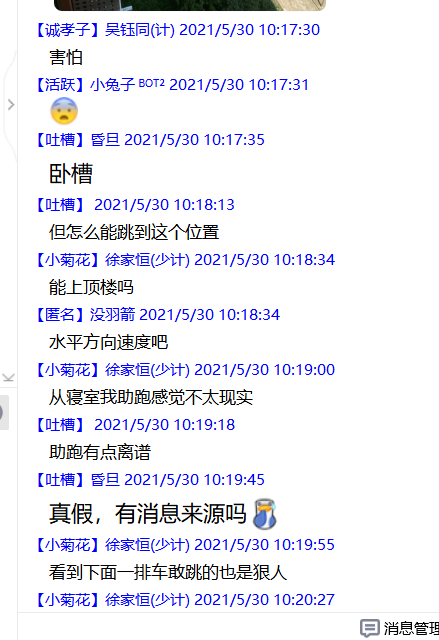 【诚孝子】吴钰同(计) 2021/5/30 10:17:30
害怕
【活跃】小兔子 ᴮᴼᵀ² 2021/5/30 10:17:31
【吐槽】昏旦 2021/5/30 10:17:35
卧槽
【吐槽】 2021/5/30 10:18:13
但怎么能跳到这个位置
【小菊花】徐家恒(少计) 2021/5/30 10:18:34
能上顶楼吗
【匿名】没羽箭 2021/5/30 10:18:34
水平方向速度吧
【小菊花】徐家恒(少计) 2021/5/30 10:19:00
从寝室我助跑感觉不太现实
【吐槽】 2021/5/30 10:19:18
助跑有点离谱
【吐槽】昏旦 2021/5/30 10:19:45
真假，有消息来源吗
【小菊花】徐家恒(少计) 2021/5/30 10:19:55
看到下面一排车敢跳的也是狠人
【小菊花】徐家恒(少计) 2021/5/30 10:20:27
消息管理